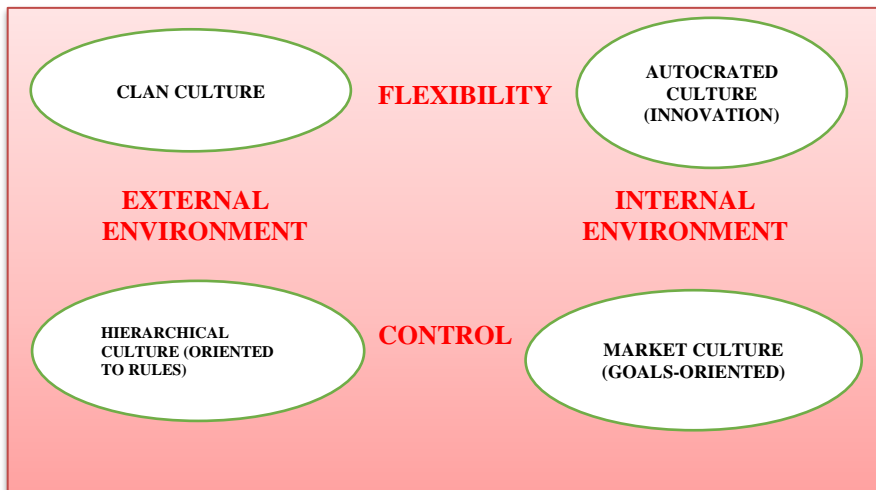 CLAN CULTURE
FLEXIBILITY
AUTOCRATED
CULTURE
(INNOVATION)
EXTERNAL
ENVIRONMENT
INTERNAL
ENVIRONMENT
HIERARCHICAL
CULTURE (ORIENTED
TO RULES)
CONTROL
MARKET CULTURE
(GOALS-ORIENTED)